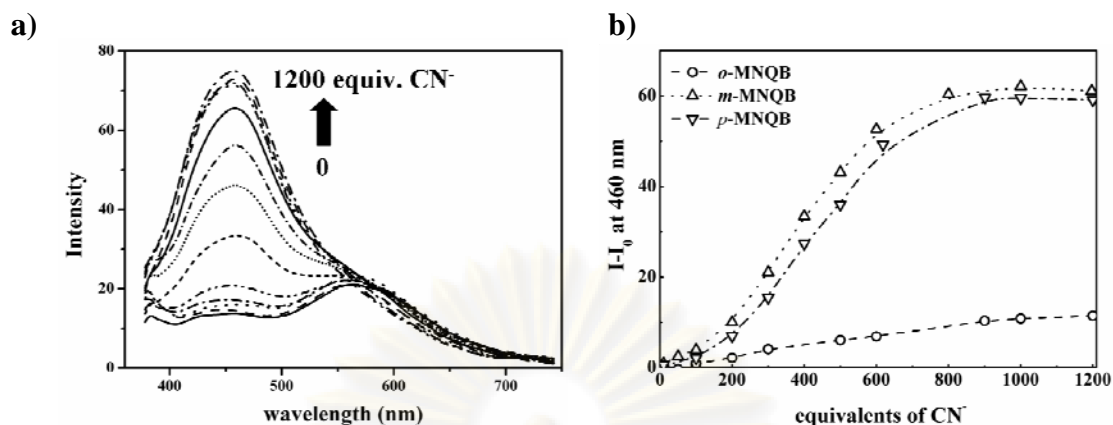 a)
80
60
40
20
0
Intensity
1200 equiv. CN⁻
0
400
500
600
700
wavelength (nm)
b)
60
40
20
0
I-I₀ at 460 nm
o-MNQB
m-MNQB
p-MNQB
0
200
400
600
800
1000
1200
equivalents of CN⁻